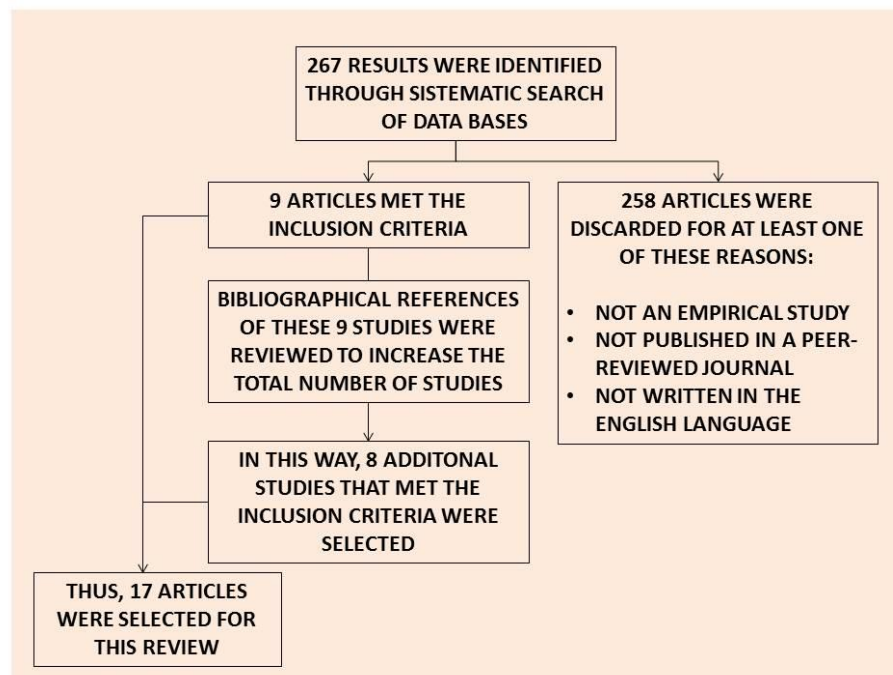 267 RESULTS WERE IDENTIFIED
THROUGH SISTEMATIC SEARCH
OF DATA BASES
9 ARTICLES MET THE
INCLUSION CRITERIA
258 ARTICLES WERE
DISCARDED FOR AT LEAST ONE
OF THESE REASONS:
• NOT AN EMPIRICAL STUDY
• NOT PUBLISHED IN A PEER-
REVIEWED JOURNAL
• NOT WRITTEN IN THE
ENGLISH LANGUAGE
BIBLIOGRAPHICAL REFERENCES
OF THESE 9 STUDIES WERE
REVIEWED TO INCREASE THE
TOTAL NUMBER OF STUDIES
IN THIS WAY, 8 ADDITONAL
STUDIES THAT MET THE
INCLUSION CRITERIA WERE
SELECTED
THUS, 17 ARTICLES
WERE SELECTED FOR
THIS REVIEW